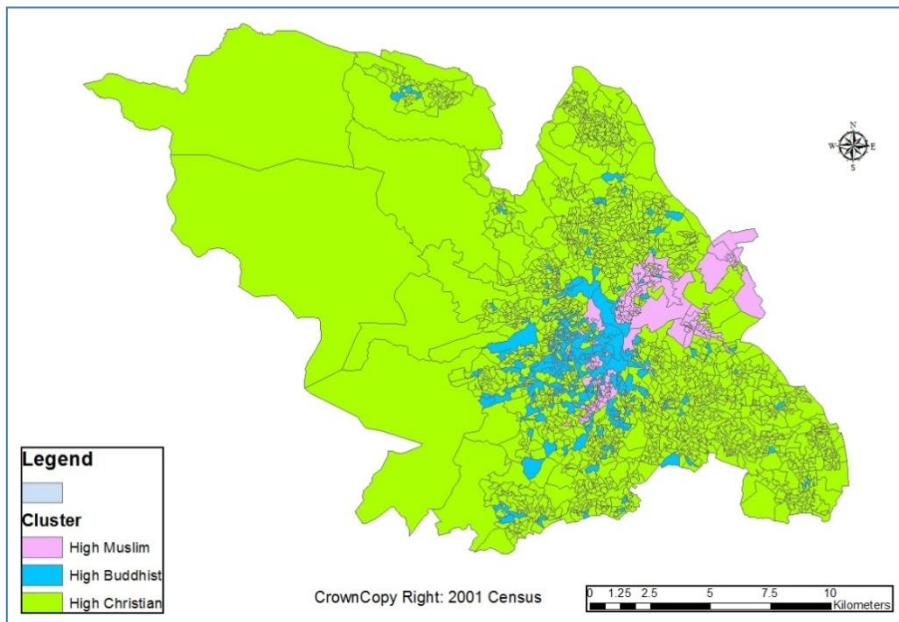 N
W E
S
Legend
Cluster
High Muslim
High Buddhist
High Christian
CrownCopy Right: 2001 Census
0 1.25 2.5 5 7.5 10
Kilometers